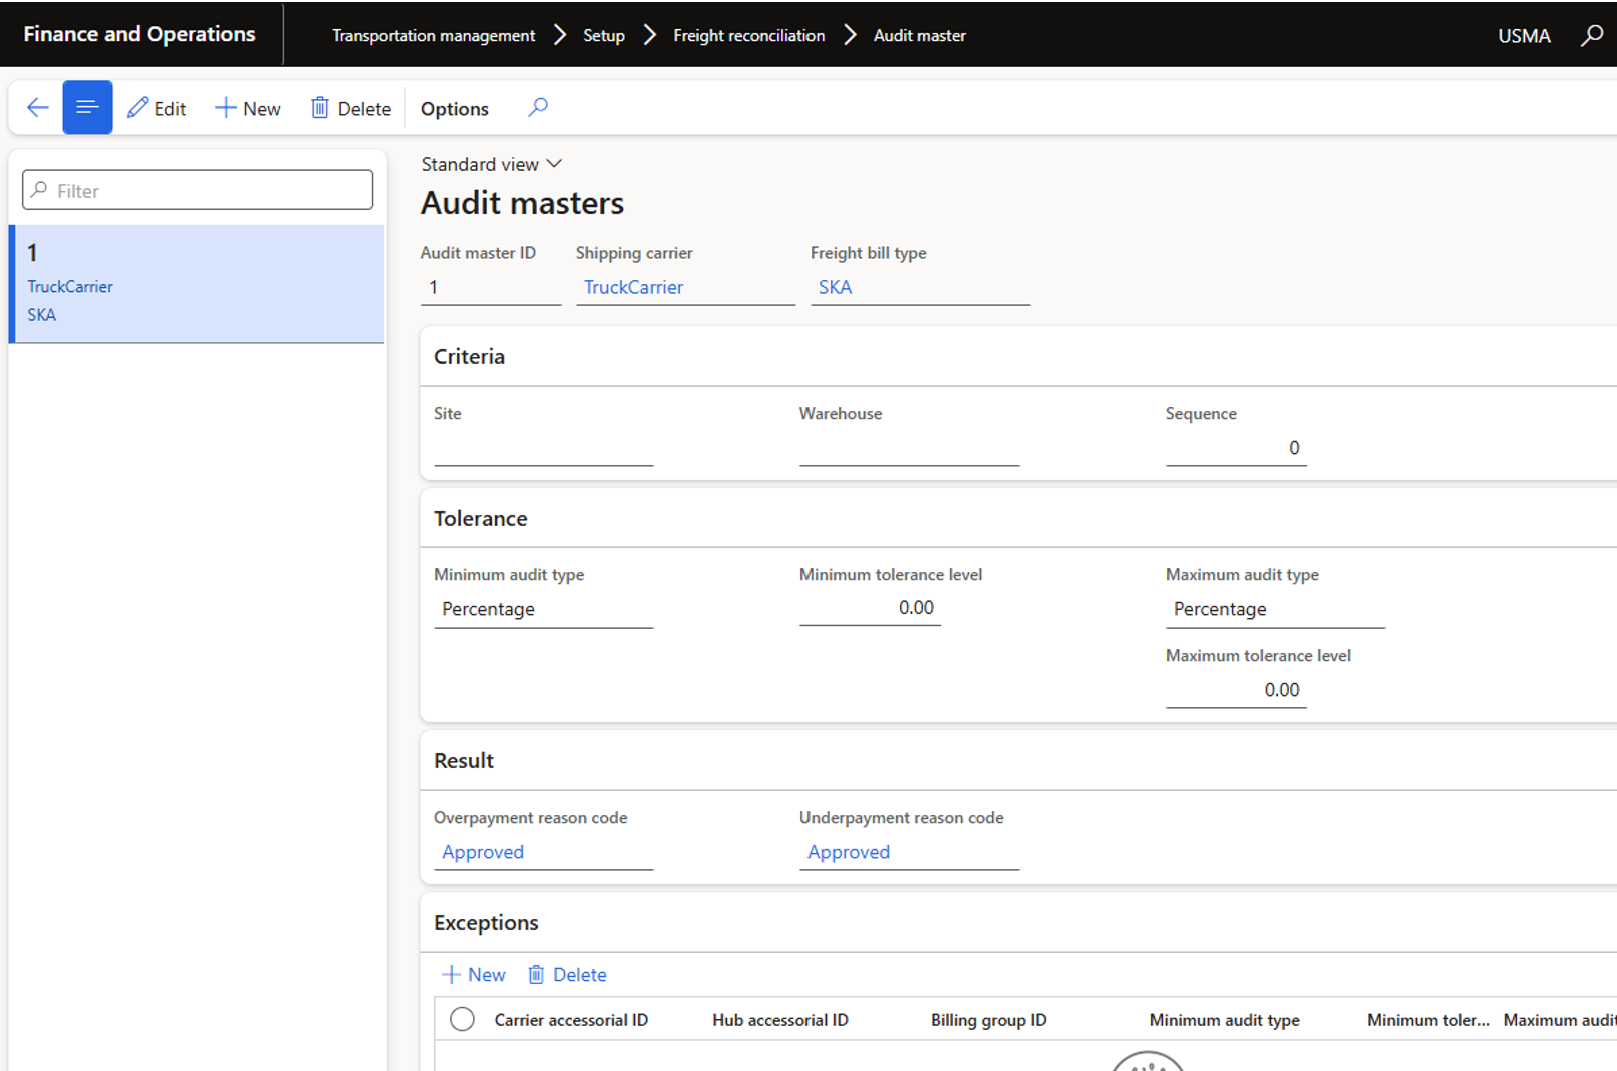 Finance and Operations
Transportation management > Setup > Freight reconciliation > Audit master
USMA
Edit
New
Delete
Options
Filter
1
TruckCarrier
SKA
Standard view
Audit masters
Audit master ID
Shipping carrier
Freight bill type
1
TruckCarrier
SKA
Criteria
Site
Warehouse
Sequence
0
Tolerance
Minimum audit type
Minimum tolerance level
Maximum audit type
Percentage
0.00
Percentage
Maximum tolerance level
0.00
Result
Overpayment reason code
Underpayment reason code
Approved
Approved
Exceptions
New
Delete
Carrier accessorial ID
Hub accessorial ID
Billing group ID
Minimum audit type
Minimum toler...
Maximum audit